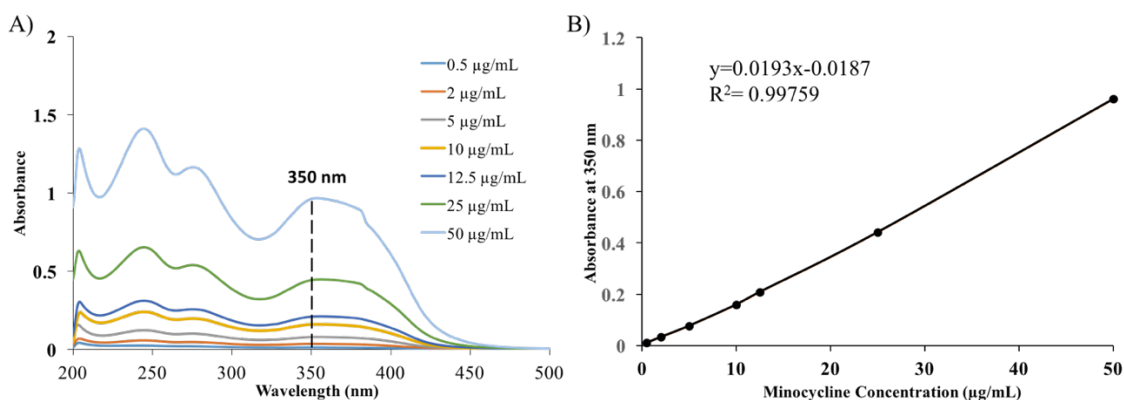 A)
Absorbance
2
1.5
1
0.5
0
200
250
300
350
400
450
500
Wavelength (nm)
350 nm
0.5 µg/mL
2 µg/mL
5 µg/mL
10 µg/mL
12.5 µg/mL
25 µg/mL
50 µg/mL
B)
Absorbance at 350 nm
1.2
1
0.8
0.6
0.4
0.2
0
0
10
20
30
40
50
Minocycline Concentration (µg/mL)
y=0.0193x-0.0187
R²= 0.99759